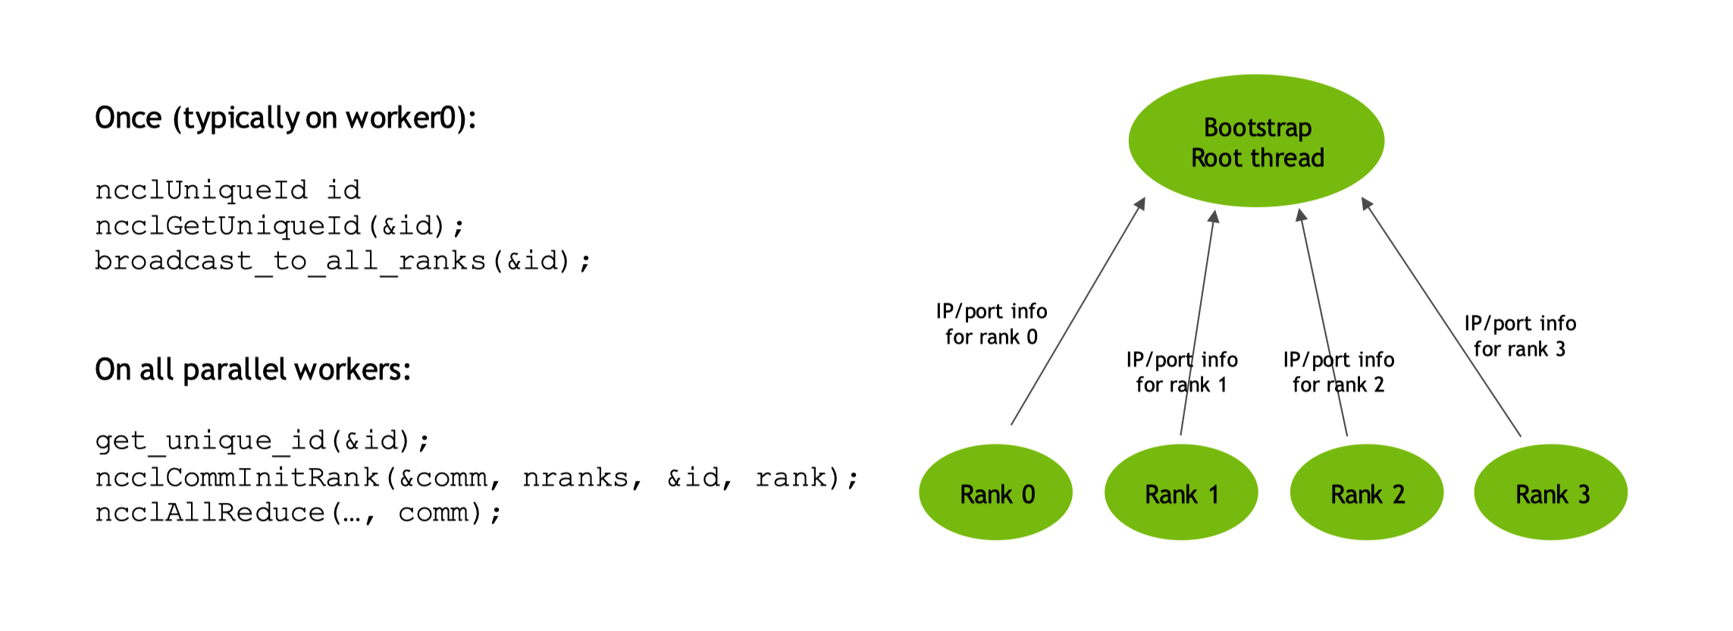 Once (typically on worker0):
ncclUniqueId id
ncclGetUniqueId(&id);
broadcast_to_all_ranks(&id);
On all parallel workers:
get_unique_id(&id);
ncclCommInitRank(&comm, nranks, &id, rank);
ncclAllReduce(…, comm);
Bootstrap
Root thread
IP/port info
for rank 0
IP/port info
for rank 1
IP/port info
for rank 2
IP/port info
for rank 3
Rank 0
Rank 1
Rank 2
Rank 3